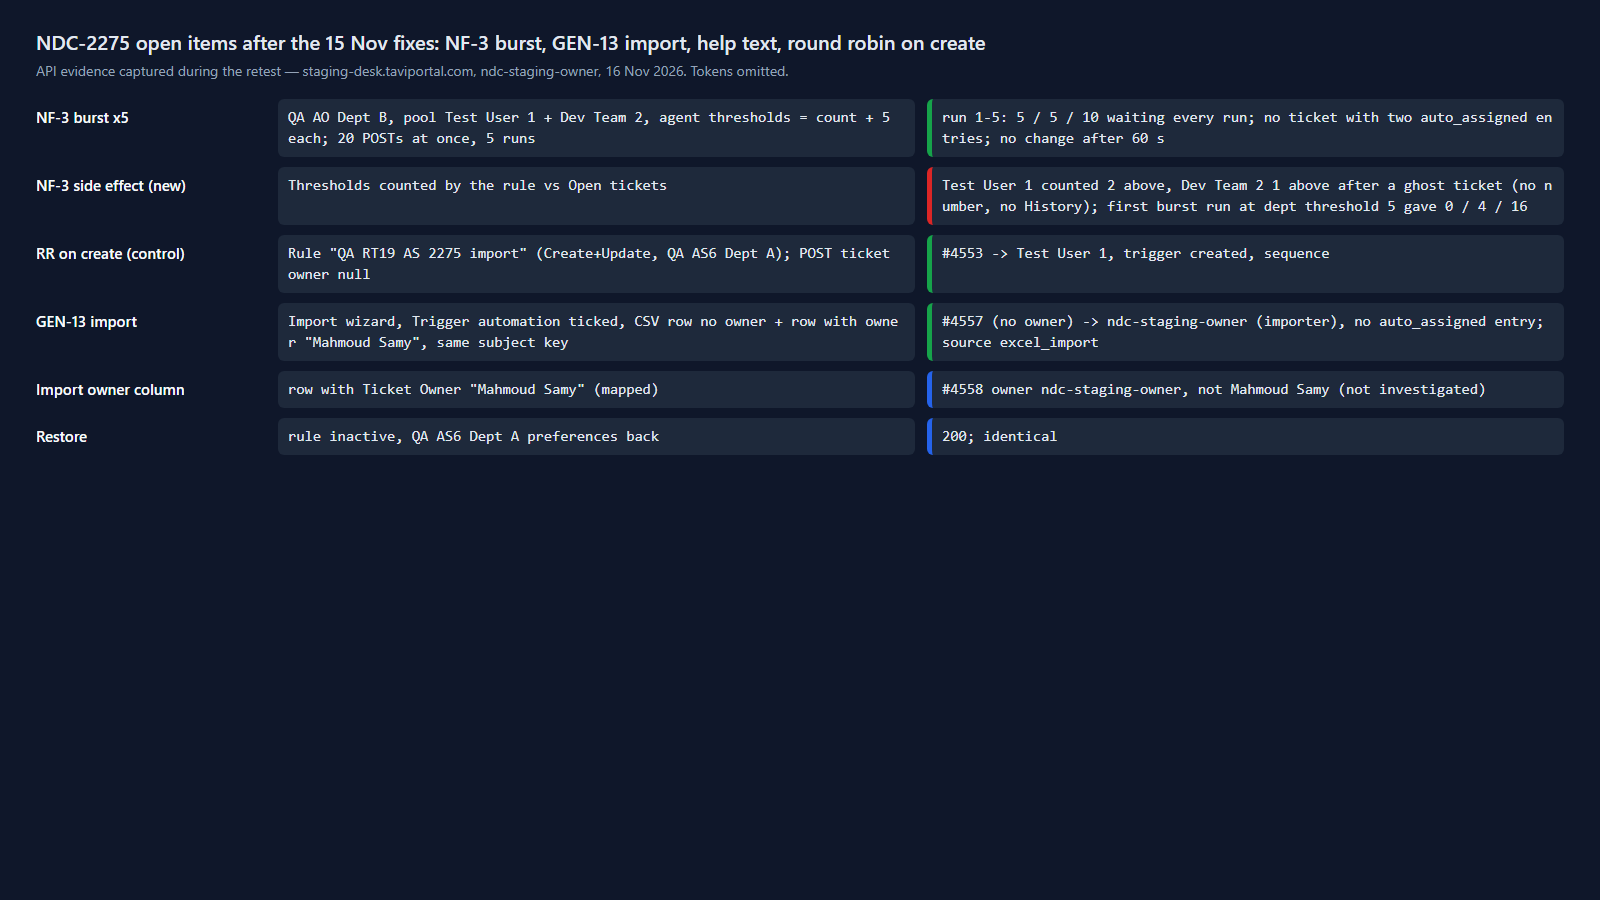 NDC-2275 open items after the 15 Nov fixes: NF-3 burst, GEN-13 import, help text, round robin on create
API evidence captured during the retest — staging-desk.taviportal.com, ndc-staging-owner, 16 Nov 2026. Tokens omitted.
NF-3 burst x5
QA AO Dept B, pool Test User 1 + Dev Team 2, agent thresholds = count + 5
each; 20 POSTs at once, 5 runs
run 1-5: 5 / 5 / 10 waiting every run; no ticket with two auto_assigned en
tries; no change after 60 s
NF-3 side effect (new)
Thresholds counted by the rule vs Open tickets
Test User 1 counted 2 above, Dev Team 2 1 above after a ghost ticket (no n
umber, no History); first burst run at dept threshold 5 gave 0 / 4 / 16
RR on create (control)
Rule "QA RT19 AS 2275 import" (Create+Update, QA AS6 Dept A); POST ticket
owner null
#4553 -> Test User 1, trigger created, sequence
GEN-13 import
Import wizard, Trigger automation ticked, CSV row no owner + row with owne
r "Mahmoud Samy", same subject key
#4557 (no owner) -> ndc-staging-owner (importer), no auto_assigned entry;
source excel_import
Import owner column
row with Ticket Owner "Mahmoud Samy" (mapped)
#4558 owner ndc-staging-owner, not Mahmoud Samy (not investigated)
Restore
rule inactive, QA AS6 Dept A preferences back
200; identical